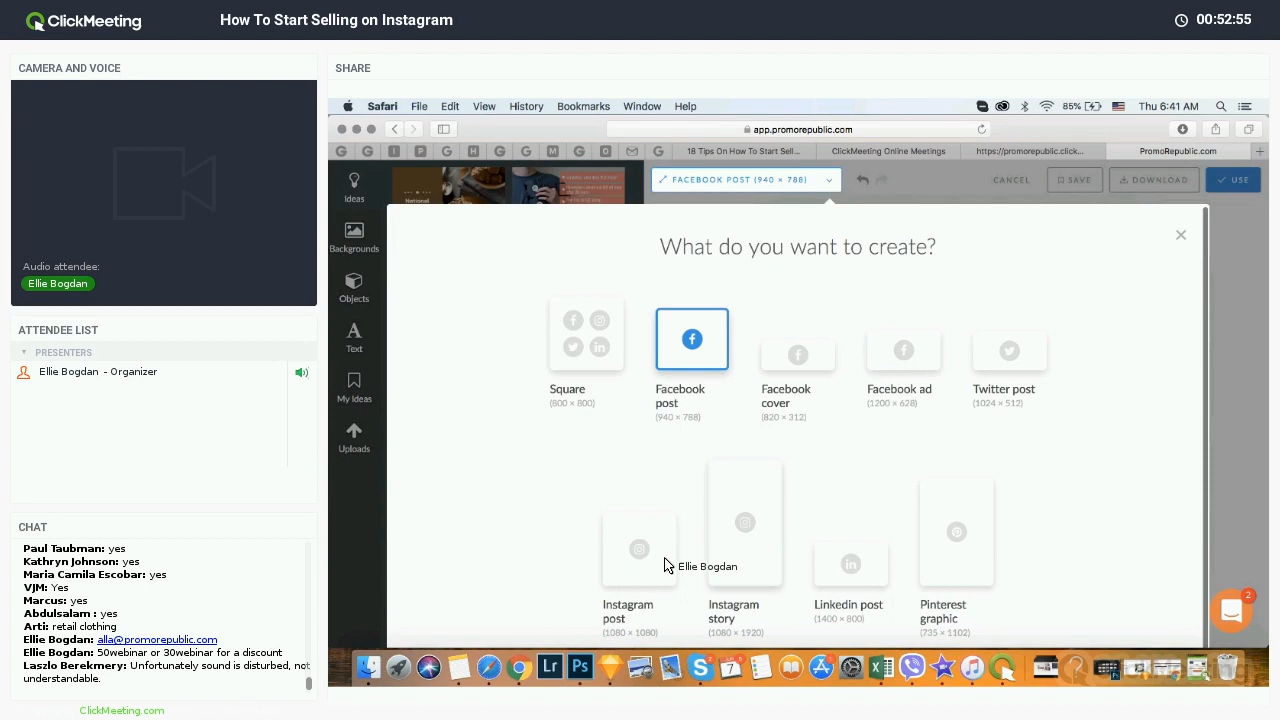 ClickMeeting
How To Start Selling on Instagram
00:52:55
CAMERA AND VOICE
Audio attendee:
Ellie Bogdan
ATTENDEE LIST
PRESENTERS
Ellie Bogdan - Organizer
CHAT
Paul Taubman: yes
Kathryn Johnson: yes
Maria Camila Escobar: yes
VJM: Yes
Marcus: yes
Abdulsalam : yes
Arti: retail clothing
Ellie Bogdan: alla@promorepublic.com
Ellie Bogdan: 50webinar or 30webinar for a discount
Laszlo Berekmery: Unfortunately sound is disturbed, not
understandable.
ClickMeeting.com
SHARE
Safari File Edit View History Bookmarks Window Help
85% Thu 6:41 AM
app.promorepublic.com
18 Tips On How To Start Sell... ClickMeeting Online Meetings https://promorepublic.click... PromoRepublic.com
National
FACEBOOK POST (940 × 788)
CANCEL SAVE DOWNLOAD USE
Ideas
Backgrounds
Objects
Text
My Ideas
Uploads
What do you want to create?
Square
(800 × 800)
Facebook
post
(940 × 788)
Facebook
cover
(820 × 312)
Facebook ad
(1200 × 628)
Twitter post
(1024 × 512)
Ellie Bogdan
Instagram
post
(1080 × 1080)
Instagram
story
(1080 × 1920)
Linkedin post
(1400 × 800)
Pinterest
graphic
(735 × 1102)
2
Lr Ps
7